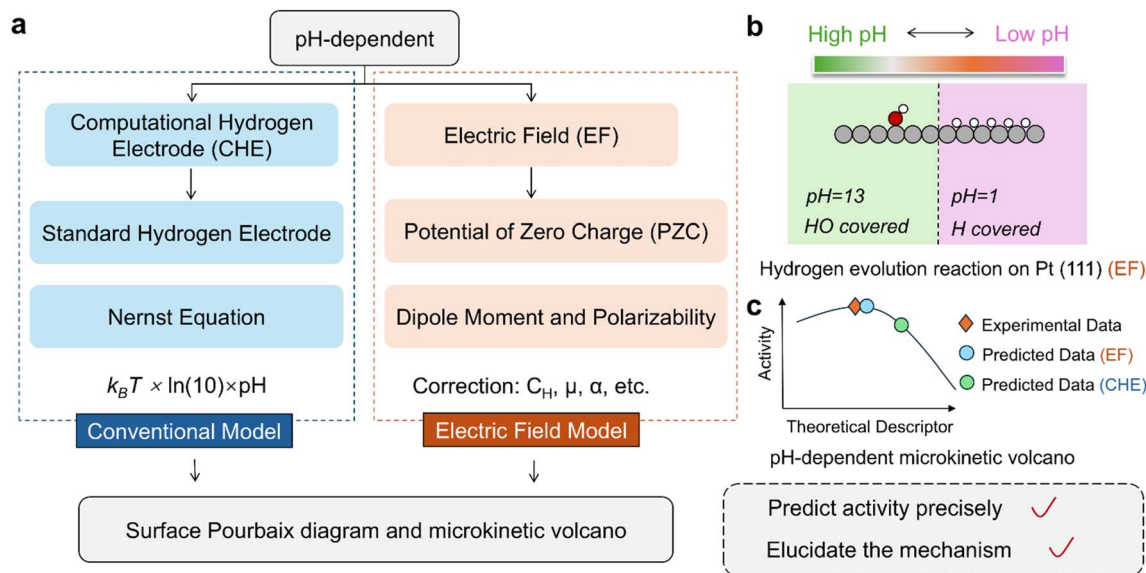 a
pH-dependent
Computational Hydrogen
Electrode (CHE)
Standard Hydrogen Electrode
Nernst Equation
k_BT × ln(10)×pH
Conventional Model
Electric Field (EF)
Potential of Zero Charge (PZC)
Dipole Moment and Polarizability
Correction: C_H, μ, α, etc.
Electric Field Model
Surface Pourbaix diagram and microkinetic volcano
b
High pH
Low pH
pH=13
HO covered
pH=1
H covered
Hydrogen evolution reaction on Pt (111) (EF)
c
Activity
Theoretical Descriptor
Experimental Data
Predicted Data (EF)
Predicted Data (CHE)
pH-dependent microkinetic volcano
Predict activity precisely
Elucidate the mechanism